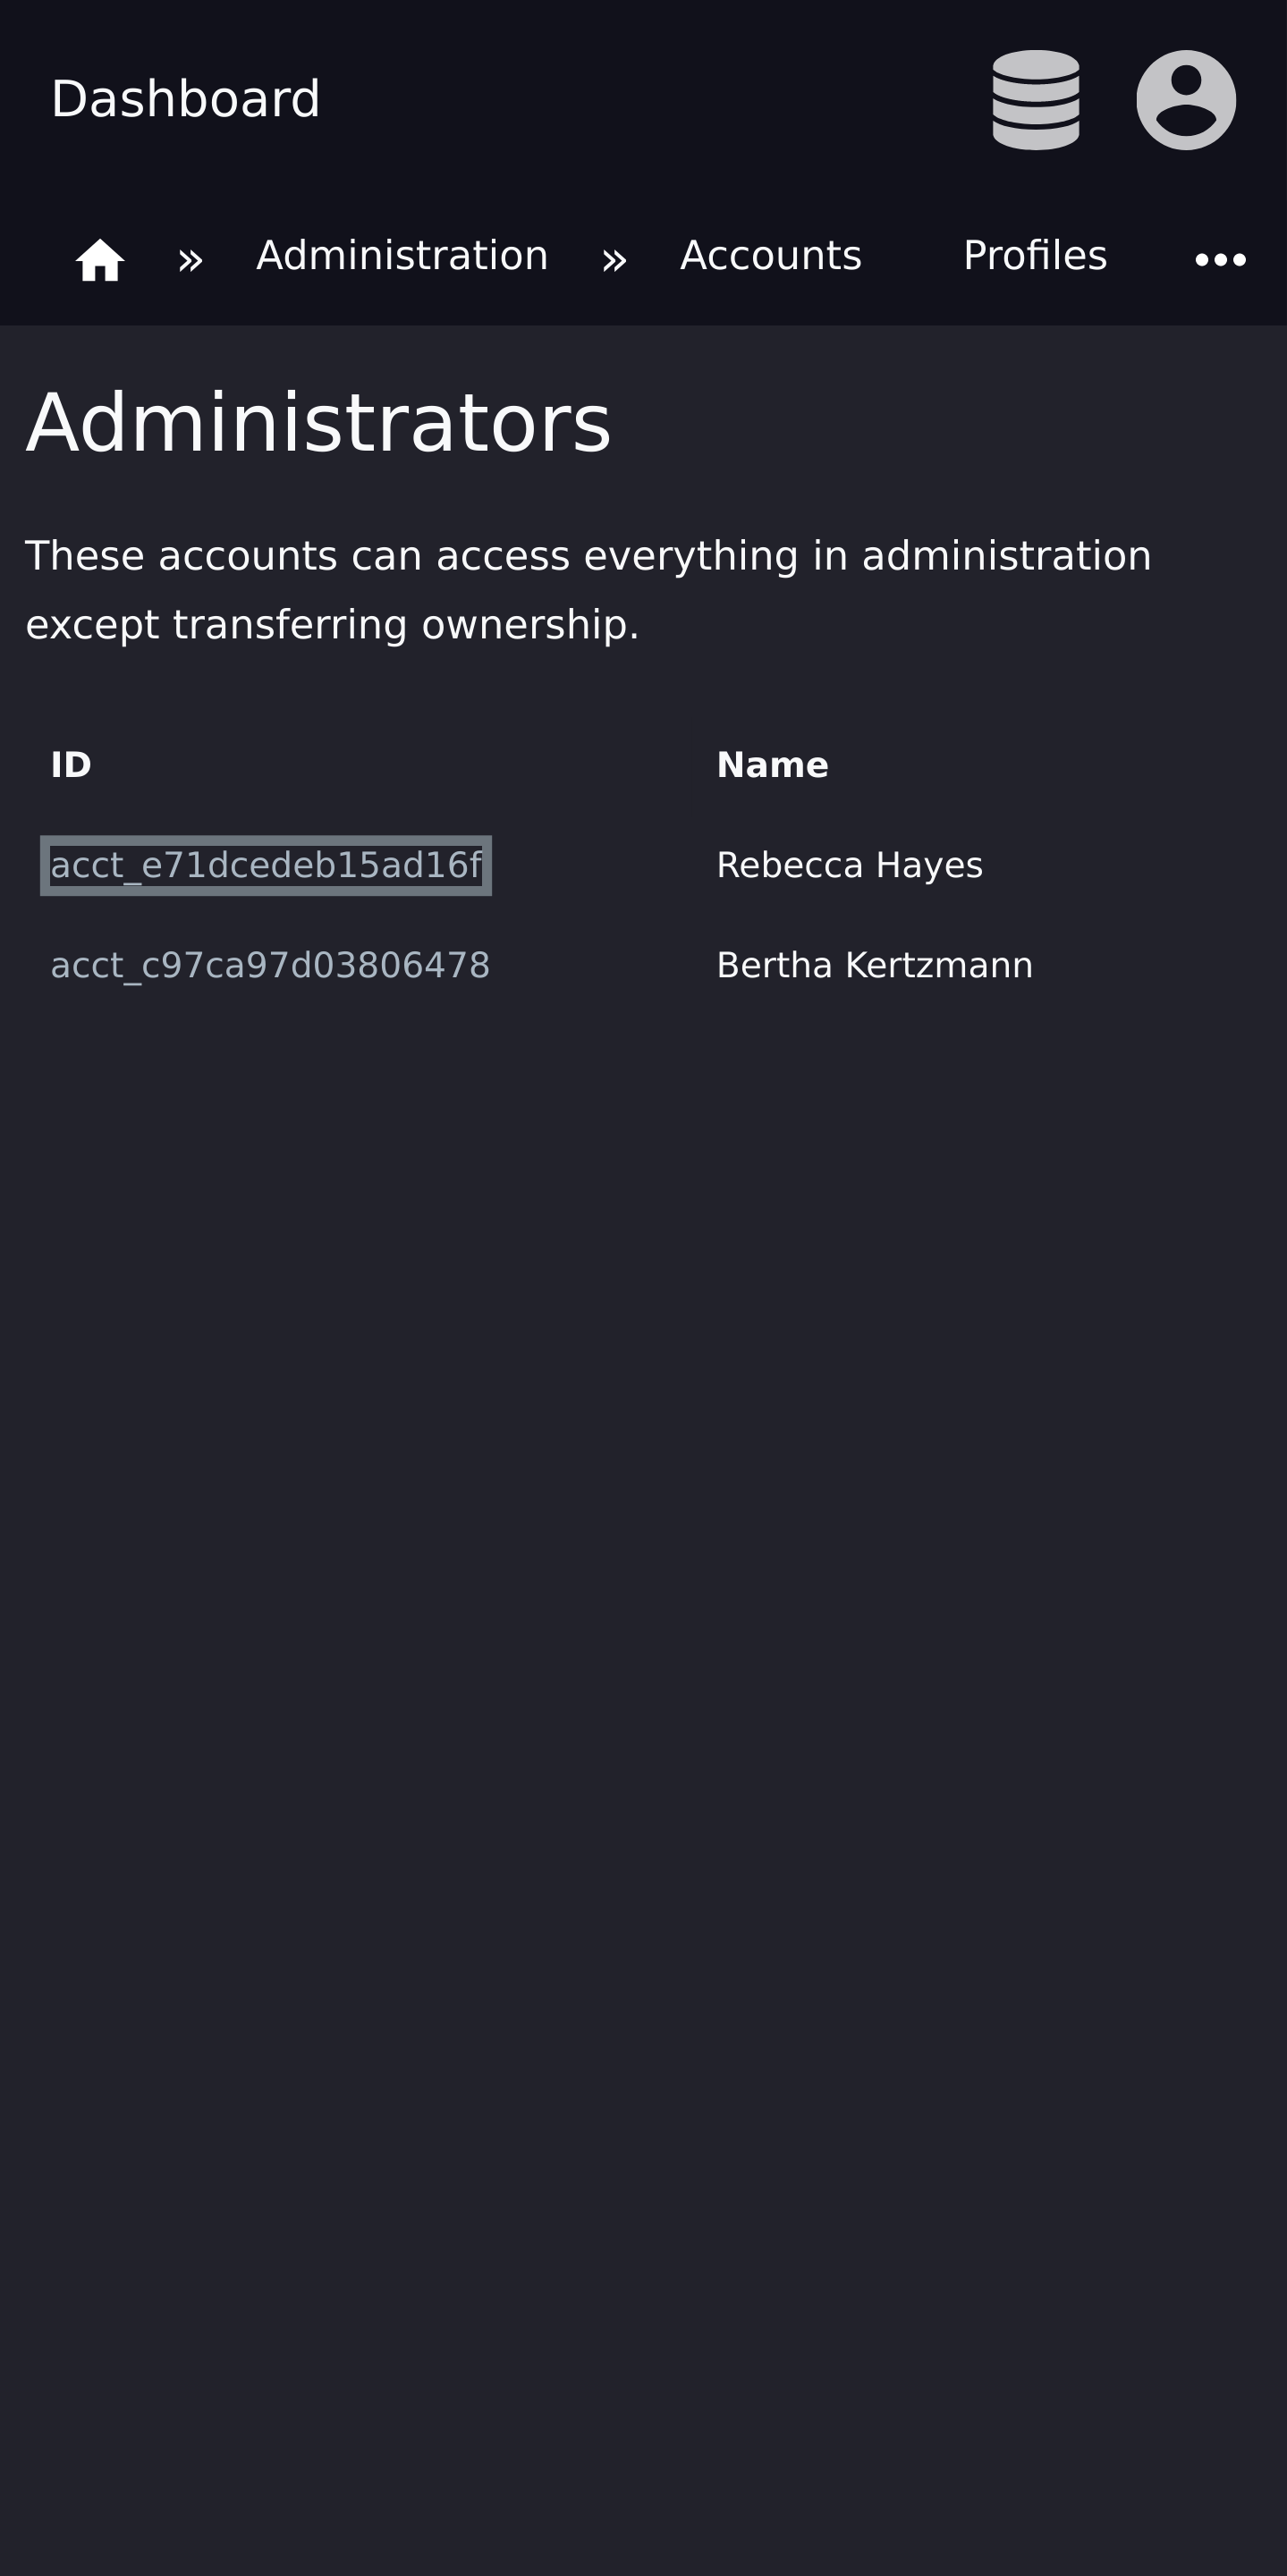 Dashboard
» Administration » Accounts Profiles •••
Administrators
These accounts can access everything in administration
except transferring ownership.
ID Name
acct_e71dcedeb15ad16f Rebecca Hayes
acct_c97ca97d03806478 Bertha Kertzmann